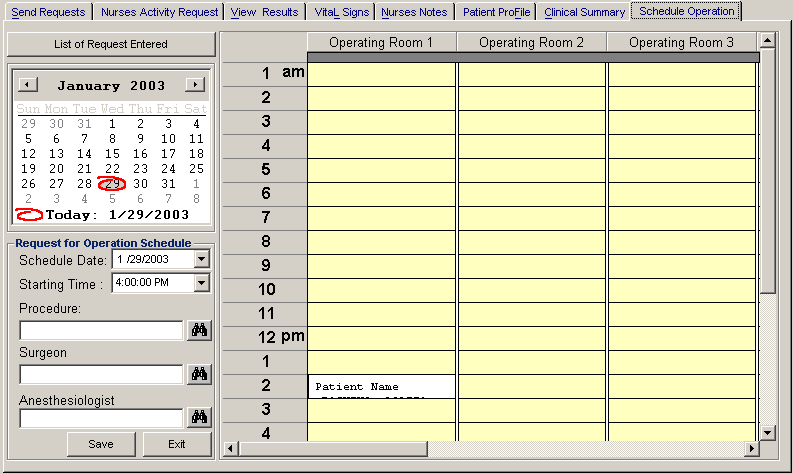 Send Requests Nurses Activity Request View Results VitaL Signs Nurses Notes Patient ProFile Clinical Summary Schedule Operation
List of Request Entered
January 2003
Sun Mon Tue Wed Thu Fri Sat
29 30 31 1 2 3 4
5 6 7 8 9 10 11
12 13 14 15 16 17 18
19 20 21 22 23 24 25
26 27 28 29 30 31 1
2 3 4 5 6 7 8
Today: 1/29/2003
Request for Operation Schedule
Schedule Date: 1 /29/2003
Starting Time : 4:00:00 PM
Procedure:
Surgeon
Anesthesiologist
Save Exit
Operating Room 1 Operating Room 2 Operating Room 3
1 am
2
3
4
5
6
7
8
9
10
11
12 pm
1
2 Patient Name
3
4